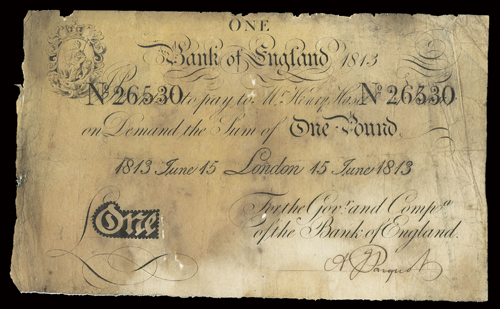 ONE
Bank of England 1813
No 26530 to pay to Mr. Henry Hase No 26530
on Demand the Sum of One Pound
1813 June 15 London 15 June 1813
For the Govr. and Compa.
of the Bank of England.
£One